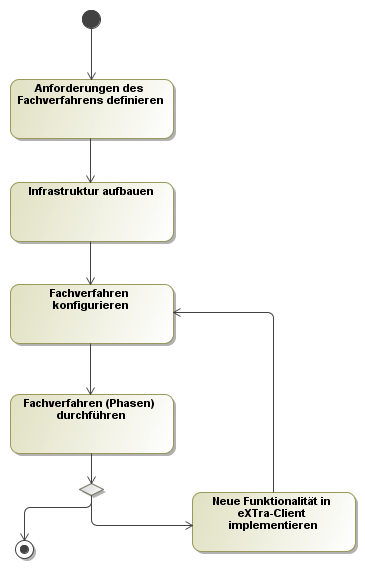 Anforderungen des
Fachverfahrens definieren
Infrastruktur aufbauen
Fachverfahren
konfigurieren
Fachverfahren (Phasen)
durchführen
Neue Funktionalität in
eXTra-Client
implementieren